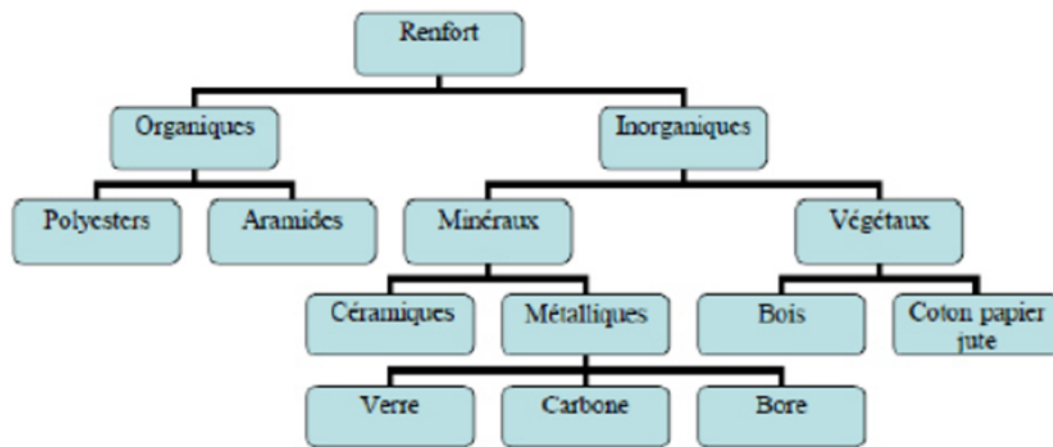 Renfort
Organiques
Inorganiques
Polyesters
Aramides
Minéraux
Végétaux
Céramiques
Métalliques
Bois
Coton papier
jute
Verre
Carbone
Bore